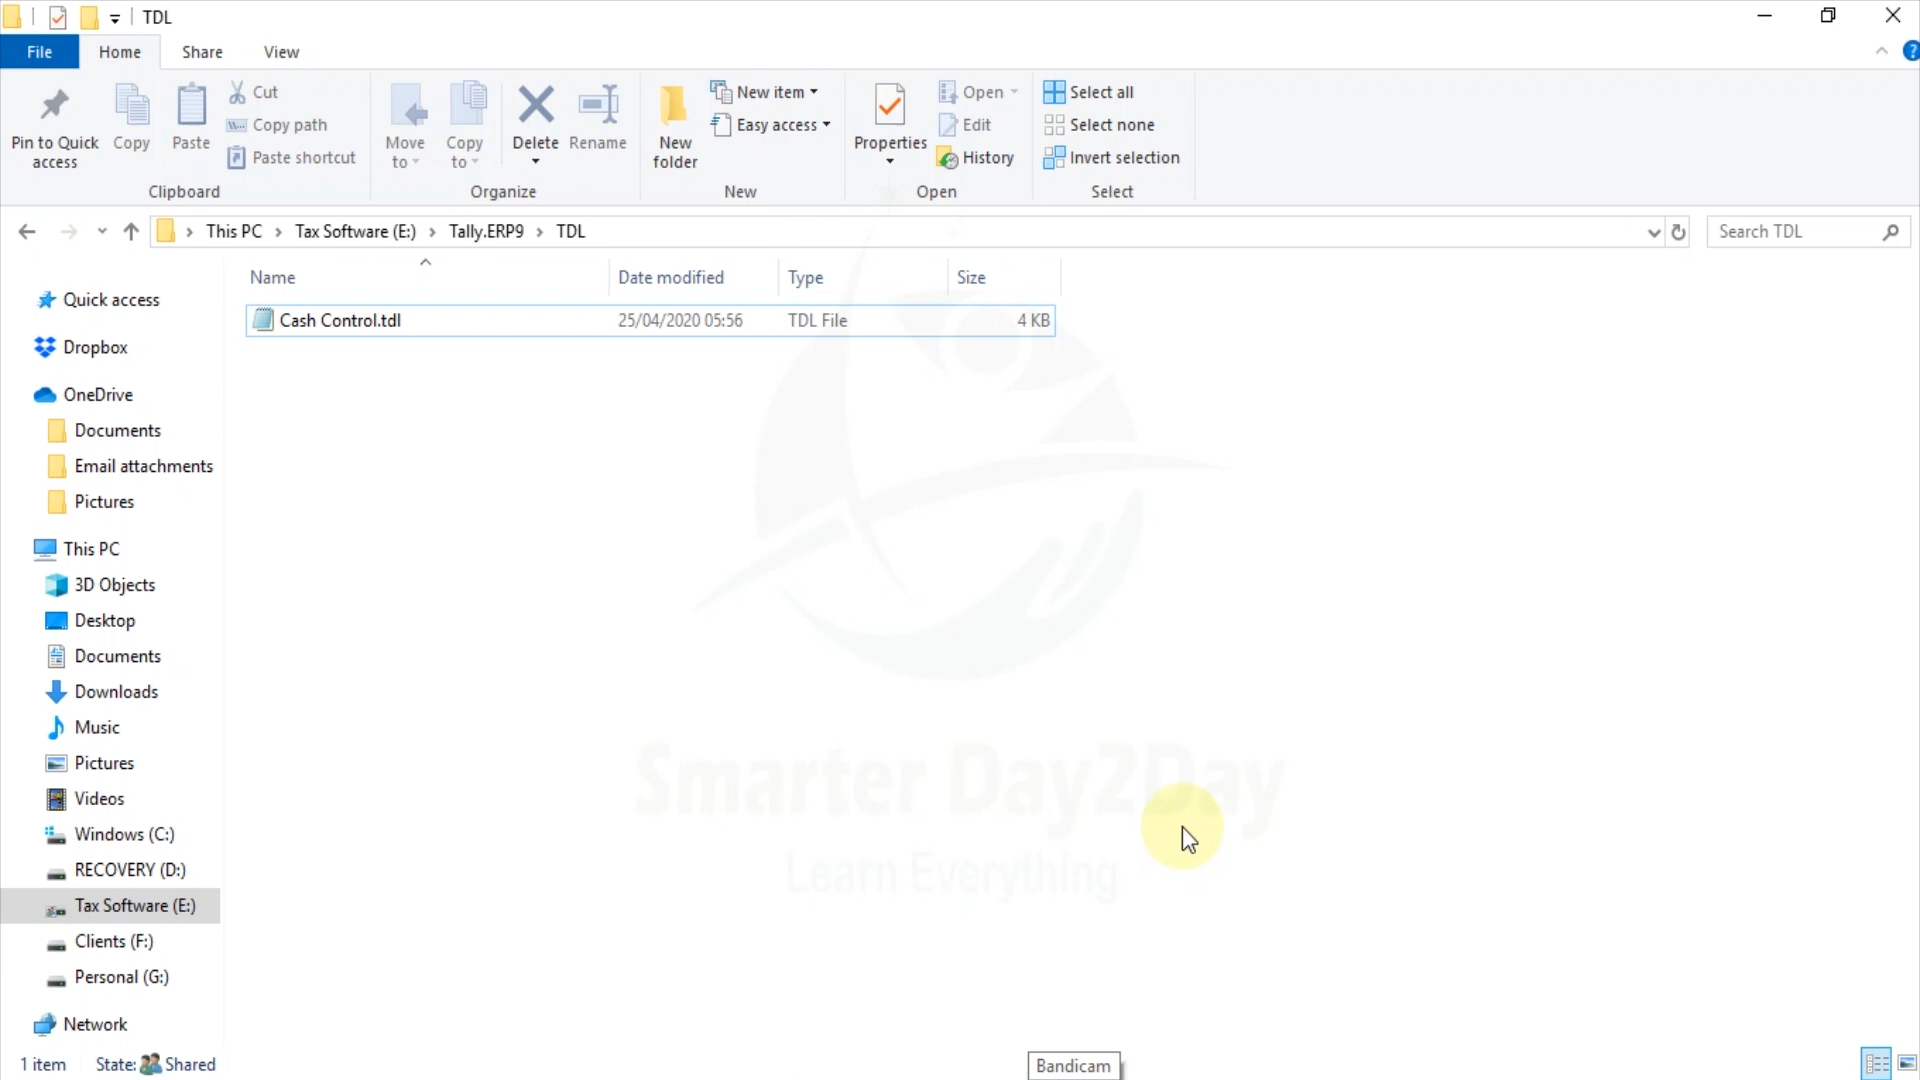 TDL
File Home Share View
Pin to Quick access
Copy
Paste
Cut
Copy path
Paste shortcut
Clipboard
Move to
Copy to
Delete
Rename
Organize
New folder
New item
Easy access
New
Properties
Open
Edit
History
Open
Select all
Select none
Invert selection
Select
This PC > Tax Software (E:) > Tally.ERP9 > TDL
Search TDL
Name Date modified Type Size
Cash Control.tdl 25/04/2020 05:56 TDL File 4 KB
Quick access
Dropbox
OneDrive
Documents
Email attachments
Pictures
This PC
3D Objects
Desktop
Documents
Downloads
Music
Pictures
Videos
Windows (C:)
RECOVERY (D:)
Tax Software (E:)
Clients (F:)
Personal (G:)
Network
Smarter Day2Day
Learn Everything
1 item State: Shared
Bandicam